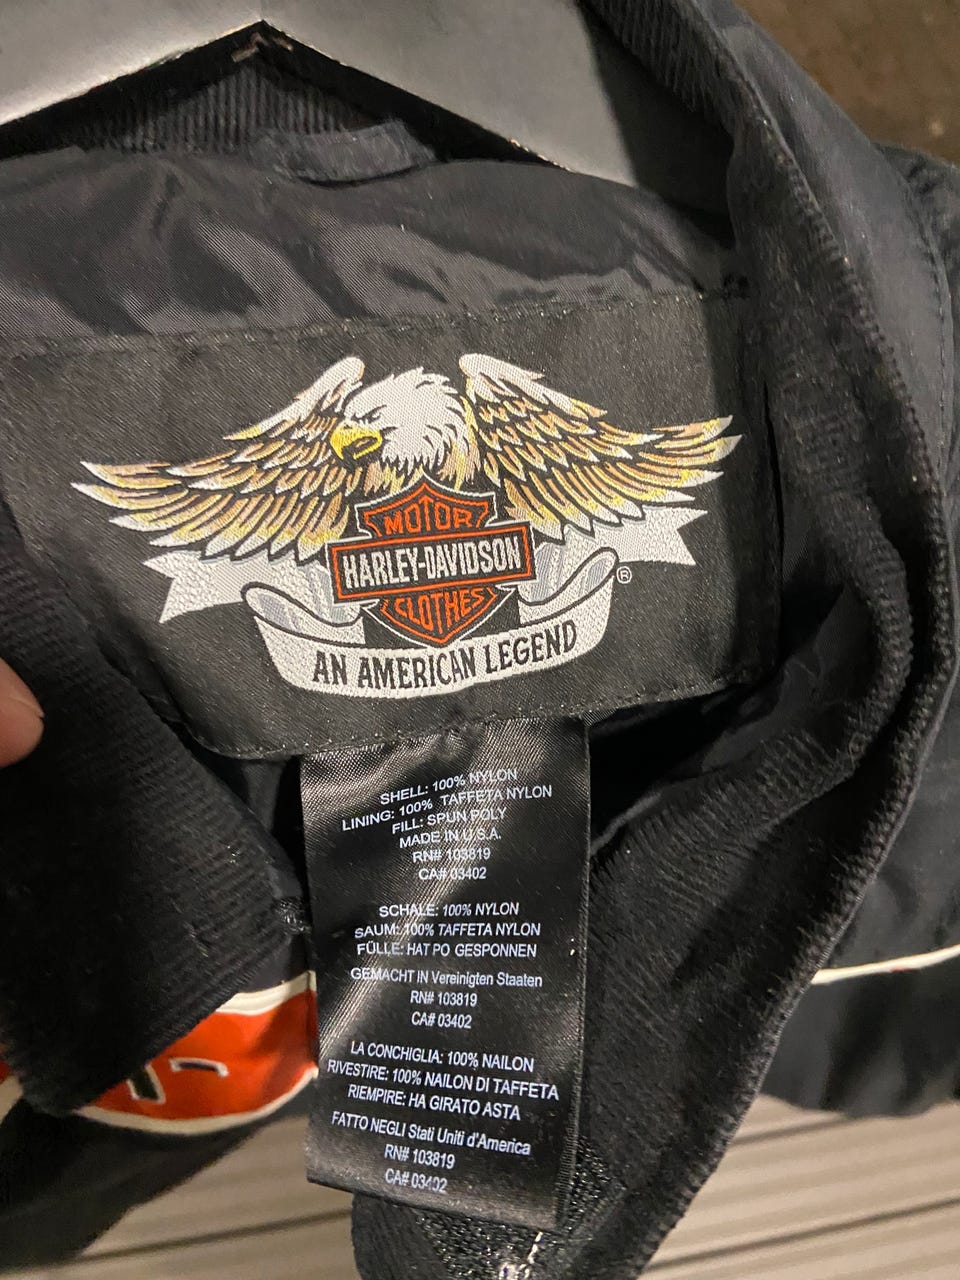 MOTOR
HARLEY-DAVIDSON
CLOTHES
®
AN AMERICAN LEGEND
SHELL: 100% NYLON
LINING: 100% TAFFETA NYLON
FILL: SPUN POLY
MADE IN U.S.A.
RN# 103819
CA# 03402
SCHALE: 100% NYLON
SAUM: 100% TAFFETA NYLON
FÜLLE: HAT PO GESPONNEN
GEMACHT IN Vereinigten Staaten
RN# 103819
CA# 03402
LA CONCHIGLIA: 100% NAILON
RIVESTIRE: 100% NAILON DI TAFFETA
RIEMPIRE: HA GIRATO ASTA
FATTO NEGLI Stati Uniti d'America
RN# 103819
CA# 03402